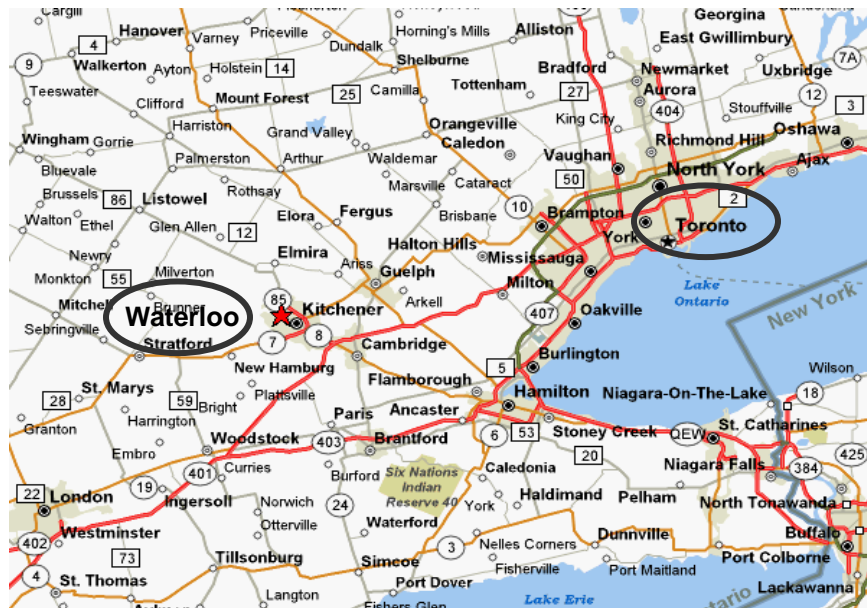 Cargill
Hanover
Varney
Priceville
Horning's Mills
Alliston
Georgina
Dundalk
East Gwillimbury
4
Walkerton
Ayton
Holstein
14
Shelburne
Bradford
Newmarket
Uxbridge
7A
9
Teeswater
Clifford
Mount Forest
25
Camilla
Tottenham
27
Aurora
404
Stouffville
12
3
Wingham
Gorrie
Harriston
Grand Valley
Orangeville
King City
Richmond Hill
Oshawa
Bluevale
Palmerston
Arthur
Waldemar
Caledon
Vaughan
North York
Ajax
Brussels
86
Listowel
Rothsay
Marsville
Cataract
50
2
Walton
Ethel
Glen Allen
12
Elora
Fergus
Brisbane
10
Brampton
York
Toronto
Newry
Elmira
Halton Hills
Mississauga
Monkton
55
Milverton
Ariss
Guelph
Milton
Lake
Ontario
Mitchell
Brunner
85
Kitchener
Arkell
407
Oakville
New York
Waterloo
Sebringville
Stratford
7
8
Cambridge
Burlington
Wilson
New Hamburg
5
28
St. Marys
59
Plattsville
Flamborough
Hamilton
Niagara-On-The-Lake
18
Granton
Harrington
Bright
Paris
Ancaster
St. Catharines
Embro
Woodstock
403
Brantford
6
53
Stoney Creek
QEW
425
401
Curries
Burford
Six Nations
Indian
Reserve 40
Caledonia
20
Niagara Falls
384
22
London
19
Ingersoll
Norwich
24
York
Haldimand
Pelham
North Tonawanda
402
Westminster
Otterville
Waterford
3
Nelles Corners
Dunnville
Buffalo
73
Tillsonburg
Simcoe
Fisherville
Port Maitland
Port Colborne
4
St. Thomas
Langton
Port Dover
Lackawanna
Lake Erie